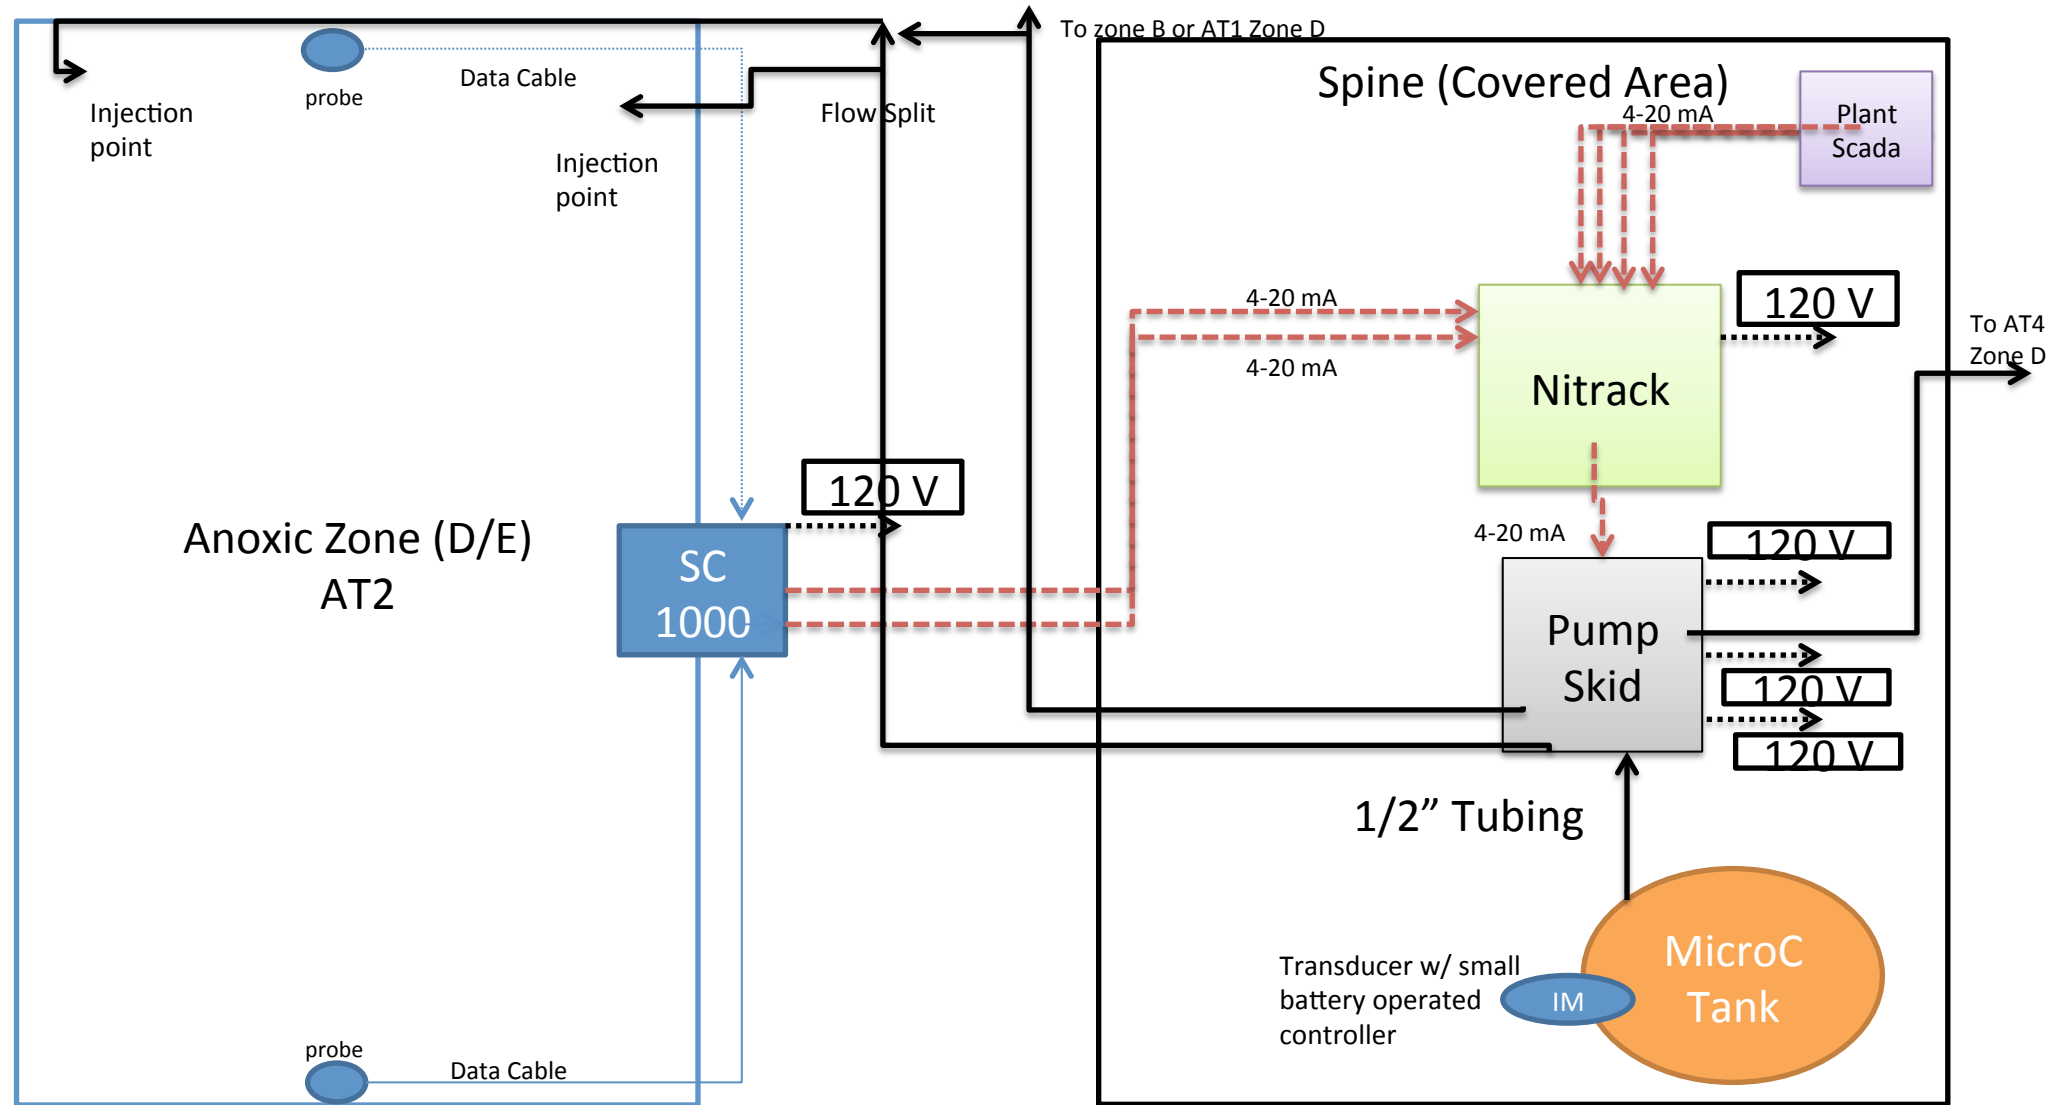 To zone B or AT1 Zone D
Spine (Covered Area)
probe
Data Cable
Injection
point
Flow Split
Injection
point
4-20 mA
Plant
Scada
4-20 mA
4-20 mA
120 V
To AT4
Zone D
Nitrack
120 V
Anoxic Zone (D/E)
AT2
SC
1000
4-20 mA
120 V
Pump
Skid
120 V
120 V
1/2” Tubing
Transducer w/ small
battery operated
controller
IM
MicroC
Tank
probe
Data Cable